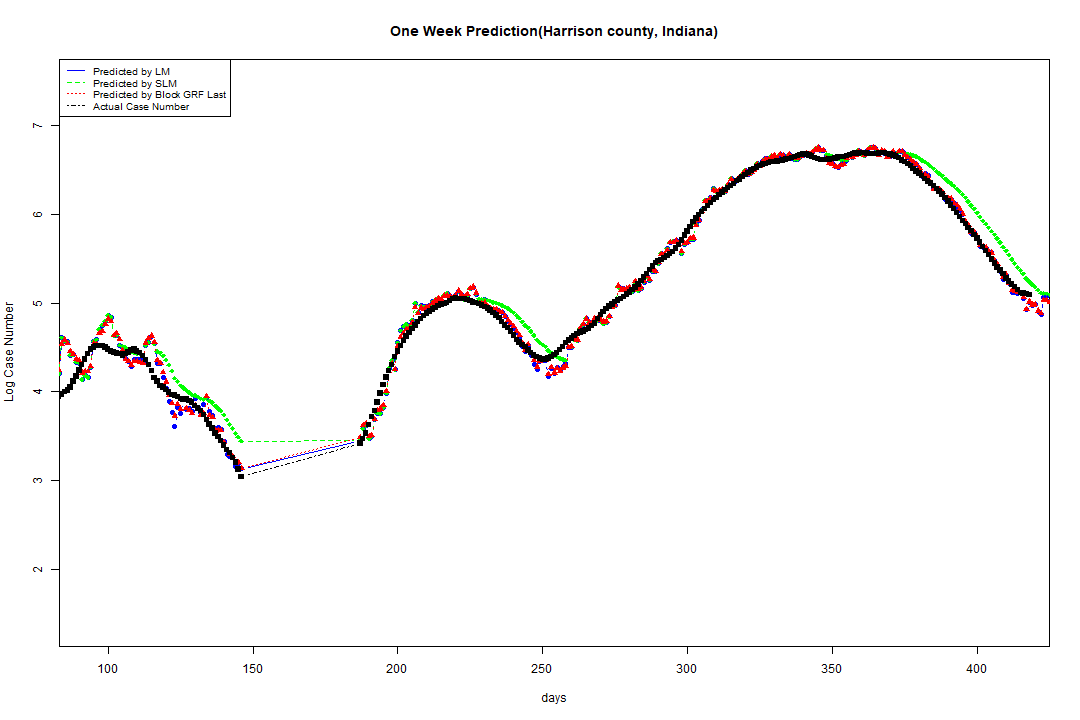 One Week Prediction(Harrison county, Indiana)
Predicted by LM
Predicted by SLM
Predicted by Block GRF Last
Actual Case Number
7
6
5
4
3
2
Log Case Number
100 150 200 250 300 350 400
days